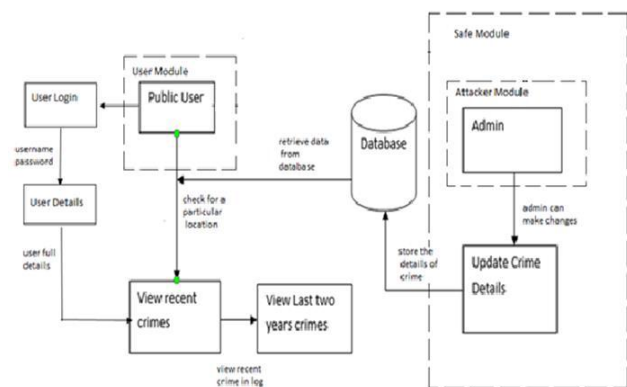 User Module
Public User
User Login
username
password
User Details
user full
details
check for a
particular
location
View recent
crimes
view recent
crime in log
View Last two
years crimes
retrieve data
from
database
Database
store the
details of
crime
Safe Module
Attacker Module
Admin
admin can
make changes
Update Crime
Details